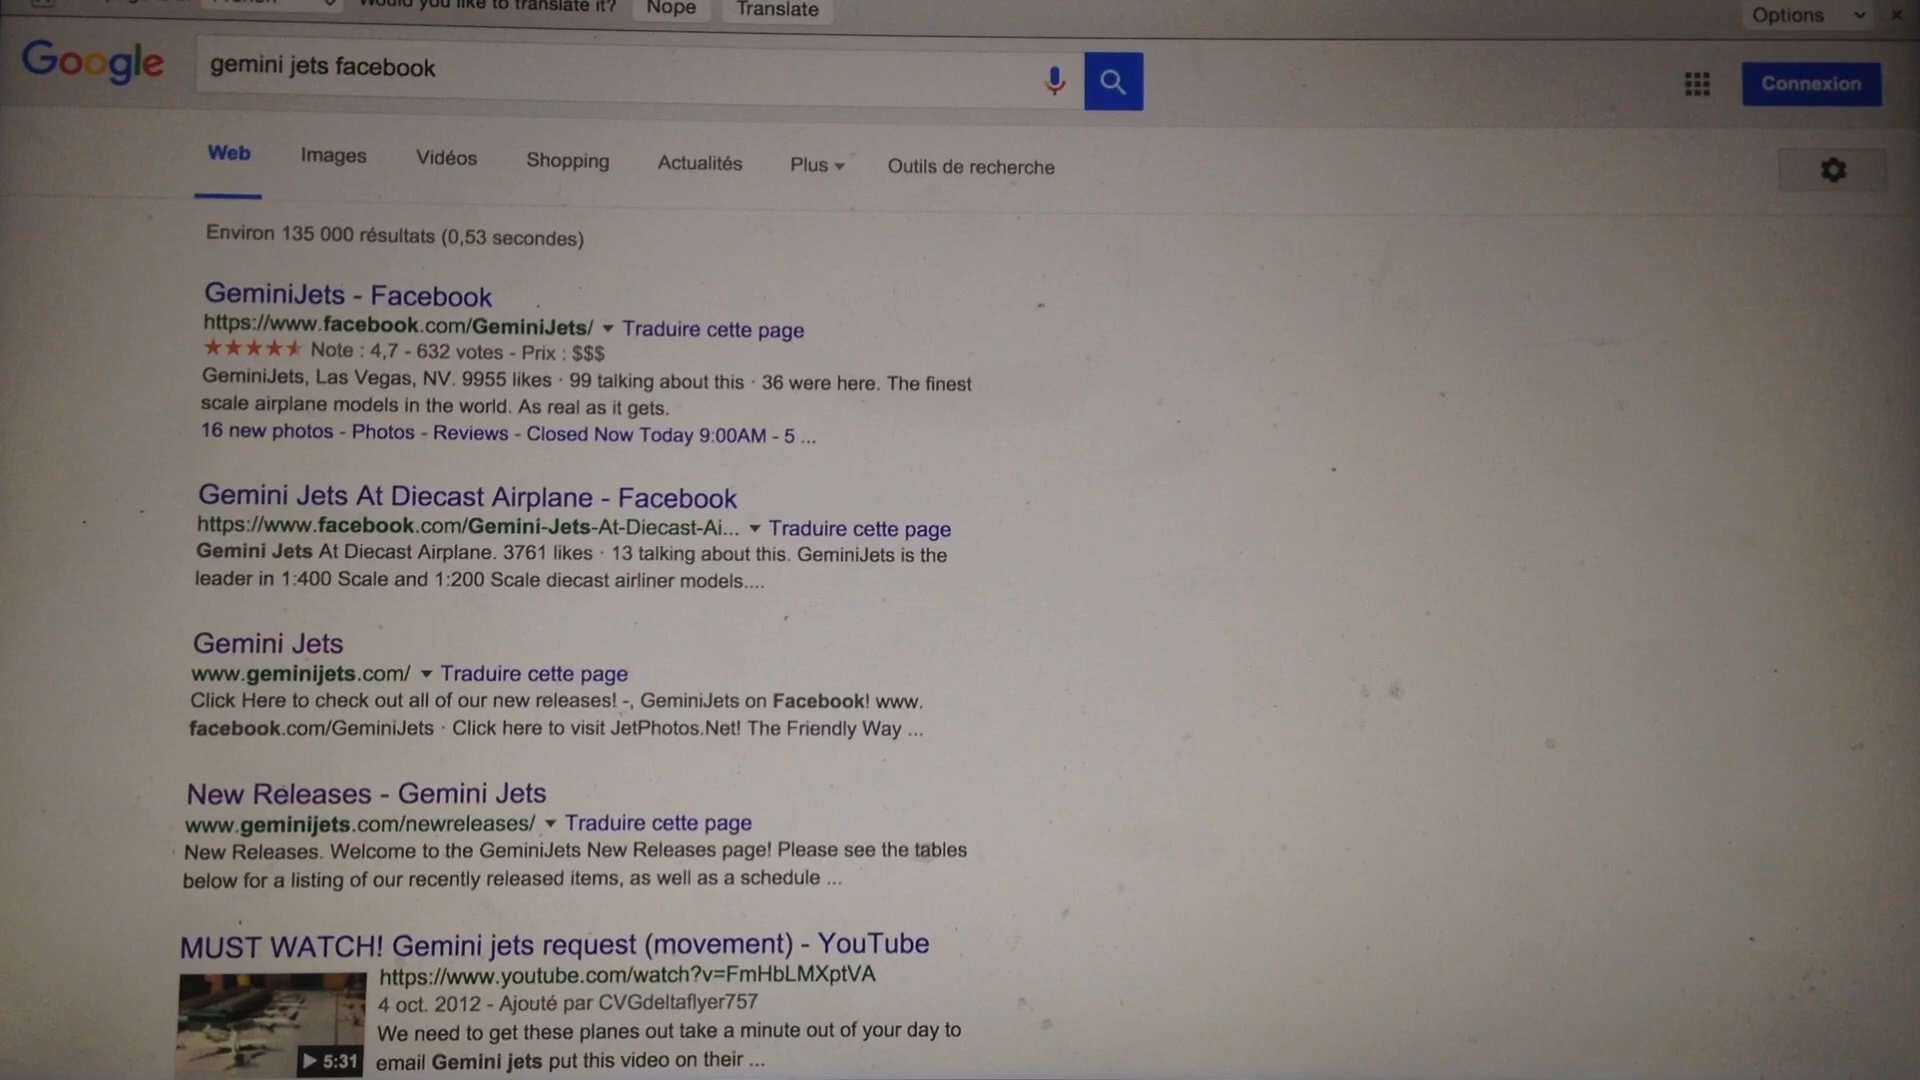 Would you like to translate it? Nope Translate Options
Google gemini jets facebook Connexion
Web Images Vidéos Shopping Actualités Plus Outils de recherche
Environ 135 000 résultats (0,53 secondes)
GeminiJets - Facebook
https://www.facebook.com/GeminiJets/ Traduire cette page
Note : 4,7 - 632 votes - Prix : $$$
GeminiJets, Las Vegas, NV. 9955 likes · 99 talking about this · 36 were here. The finest
scale airplane models in the world. As real as it gets.
16 new photos - Photos - Reviews - Closed Now Today 9:00AM - 5 ...
Gemini Jets At Diecast Airplane - Facebook
https://www.facebook.com/Gemini-Jets-At-Diecast-Ai... Traduire cette page
Gemini Jets At Diecast Airplane. 3761 likes · 13 talking about this. GeminiJets is the
leader in 1:400 Scale and 1:200 Scale diecast airliner models....
Gemini Jets
www.geminijets.com/ Traduire cette page
Click Here to check out all of our new releases! -, GeminiJets on Facebook! www.
facebook.com/GeminiJets · Click here to visit JetPhotos.Net! The Friendly Way ...
New Releases - Gemini Jets
www.geminijets.com/newreleases/ Traduire cette page
New Releases. Welcome to the GeminiJets New Releases page! Please see the tables
below for a listing of our recently released items, as well as a schedule ...
MUST WATCH! Gemini jets request (movement) - YouTube
https://www.youtube.com/watch?v=FmHbLMXptVA
4 oct. 2012 - Ajouté par CVGdeltaflyer757
We need to get these planes out take a minute out of your day to
5:31 email Gemini jets put this video on their ...